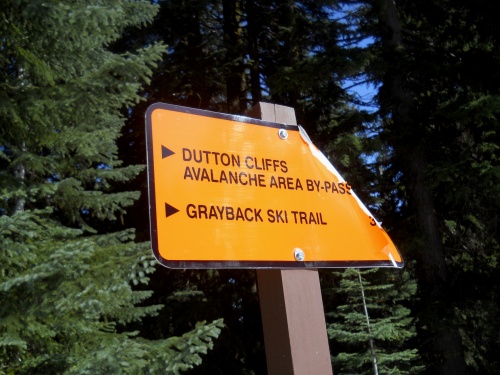 DUTTON CLIFFS
AVALANCHE AREA BY-PASS
GRAYBACK SKI TRAIL